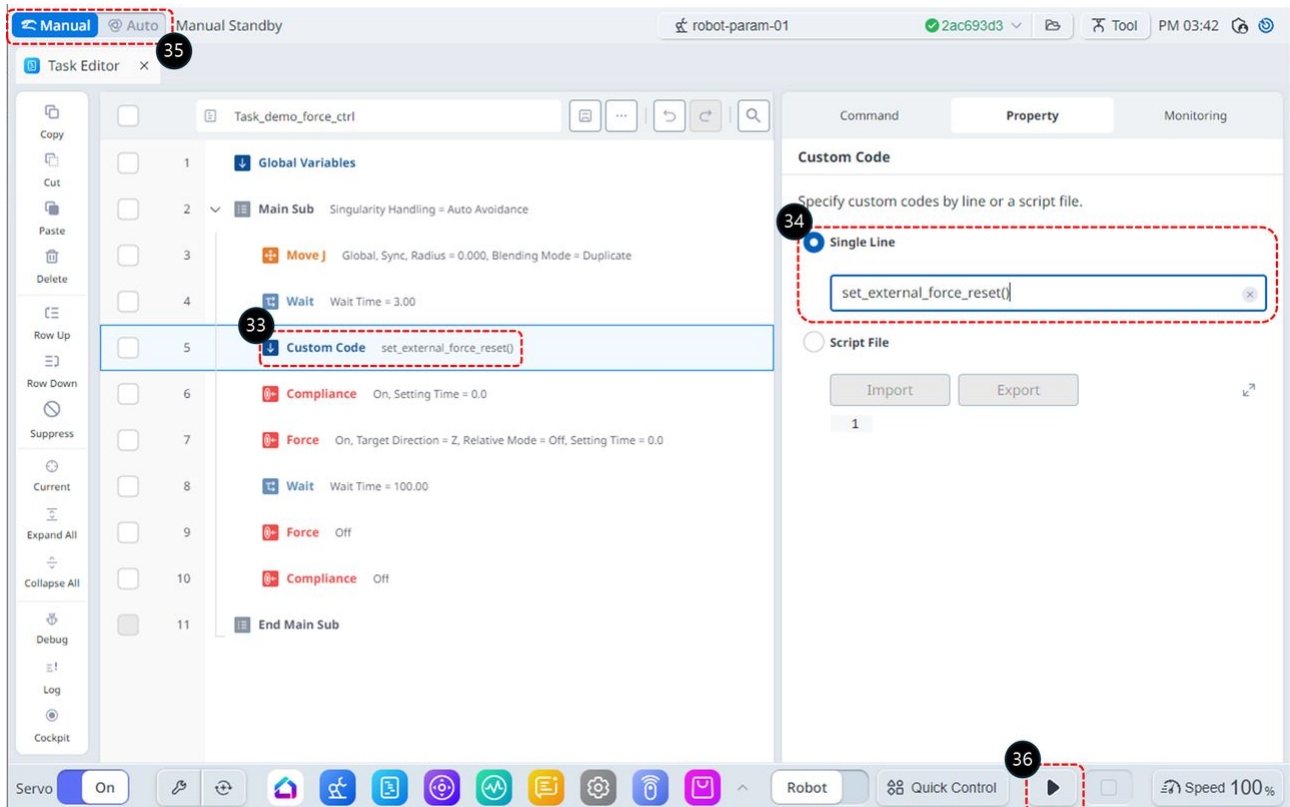 Manual Auto Manual Standby robot-param-01 2ac693d3 Tool PM 03:42
35
Task Editor ×
Copy
Cut
Paste
Delete
Row Up
Row Down
Suppress
Current
Expand All
Collapse All
Debug
Log
Cockpit
Task_demo_force_ctrl
1 Global Variables
2 Main Sub Singularity Handling = Auto Avoidance
3 Move J Global, Sync, Radius = 0.000, Blending Mode = Duplicate
4 Wait Wait Time = 3.00
33
5 Custom Code set_external_force_reset()
6 Compliance On, Setting Time = 0.0
7 Force On, Target Direction = Z, Relative Mode = Off, Setting Time = 0.0
8 Wait Wait Time = 100.00
9 Force Off
10 Compliance Off
11 End Main Sub
Command Property Monitoring
Custom Code
Specify custom codes by line or a script file.
34
Single Line
set_external_force_reset()
Script File
Import Export
1
36
Servo On Robot Quick Control Speed 100%